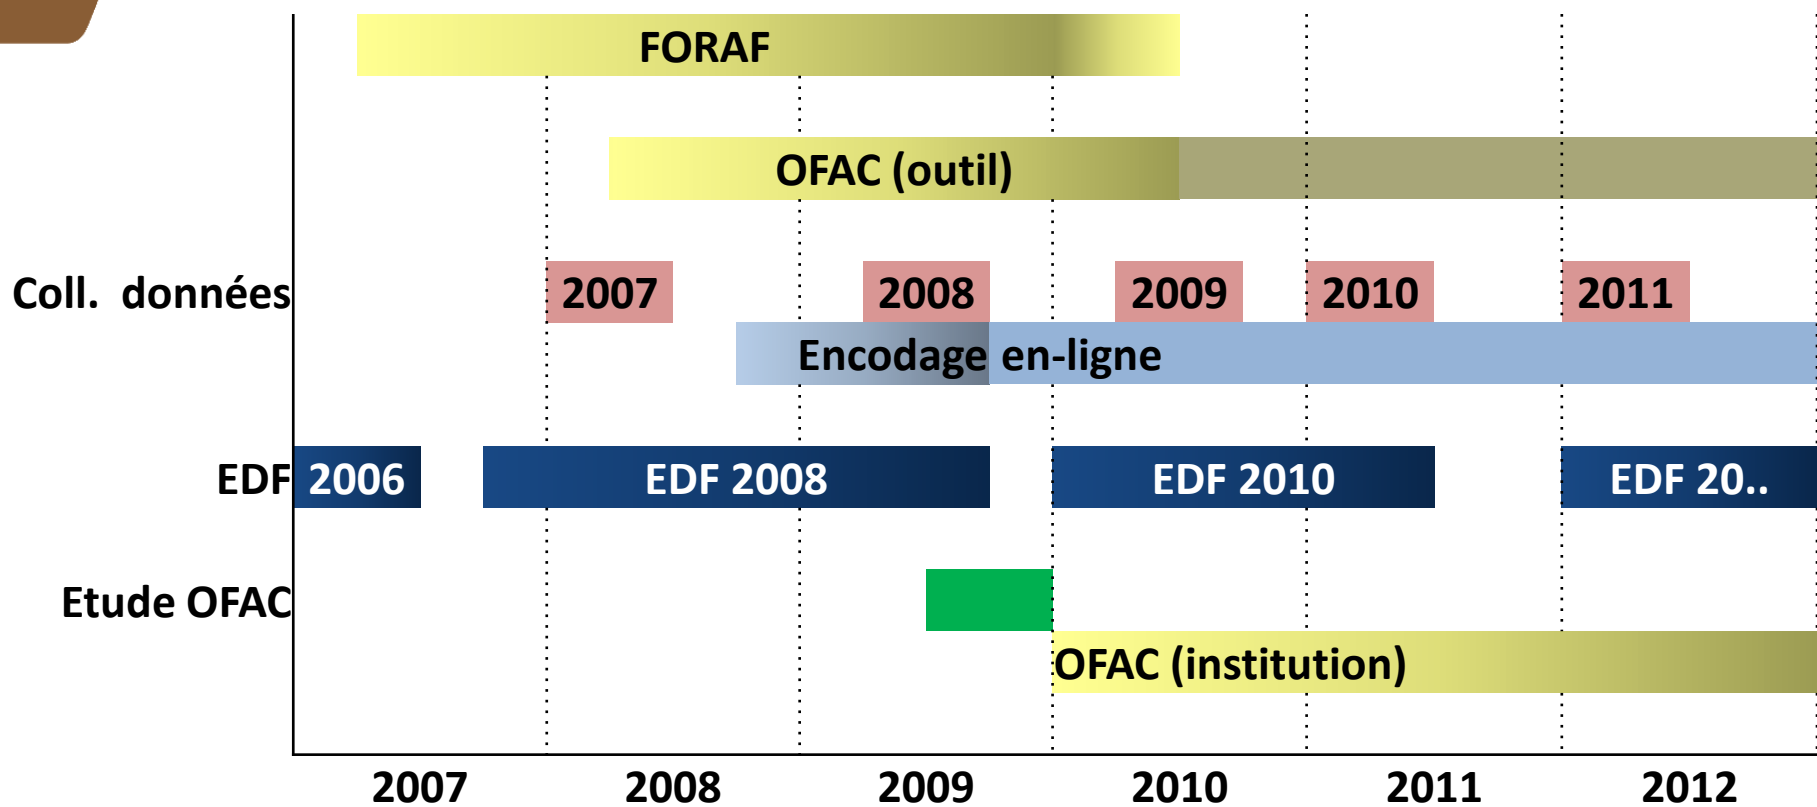 FORAF
OFAC (outil)
Coll. données 2007 2008 2009 2010 2011
Encodage en-ligne
EDF 2006 EDF 2008 EDF 2010 EDF 20..
Etude OFAC
OFAC (institution)
2007 2008 2009 2010 2011 2012